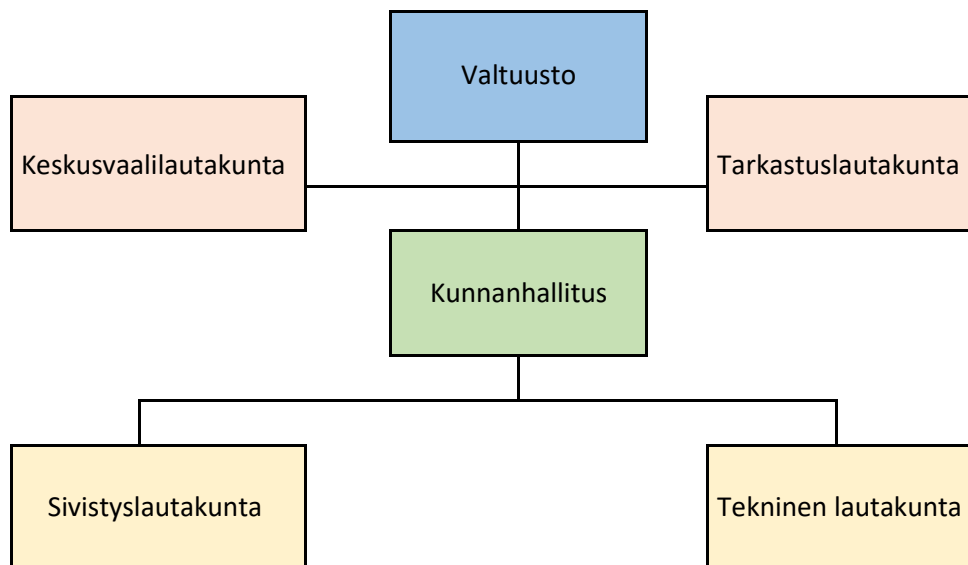 Valtuusto
Keskusvaalilautakunta
Tarkastuslautakunta
Kunnanhallitus
Sivistyslautakunta
Tekninen lautakunta